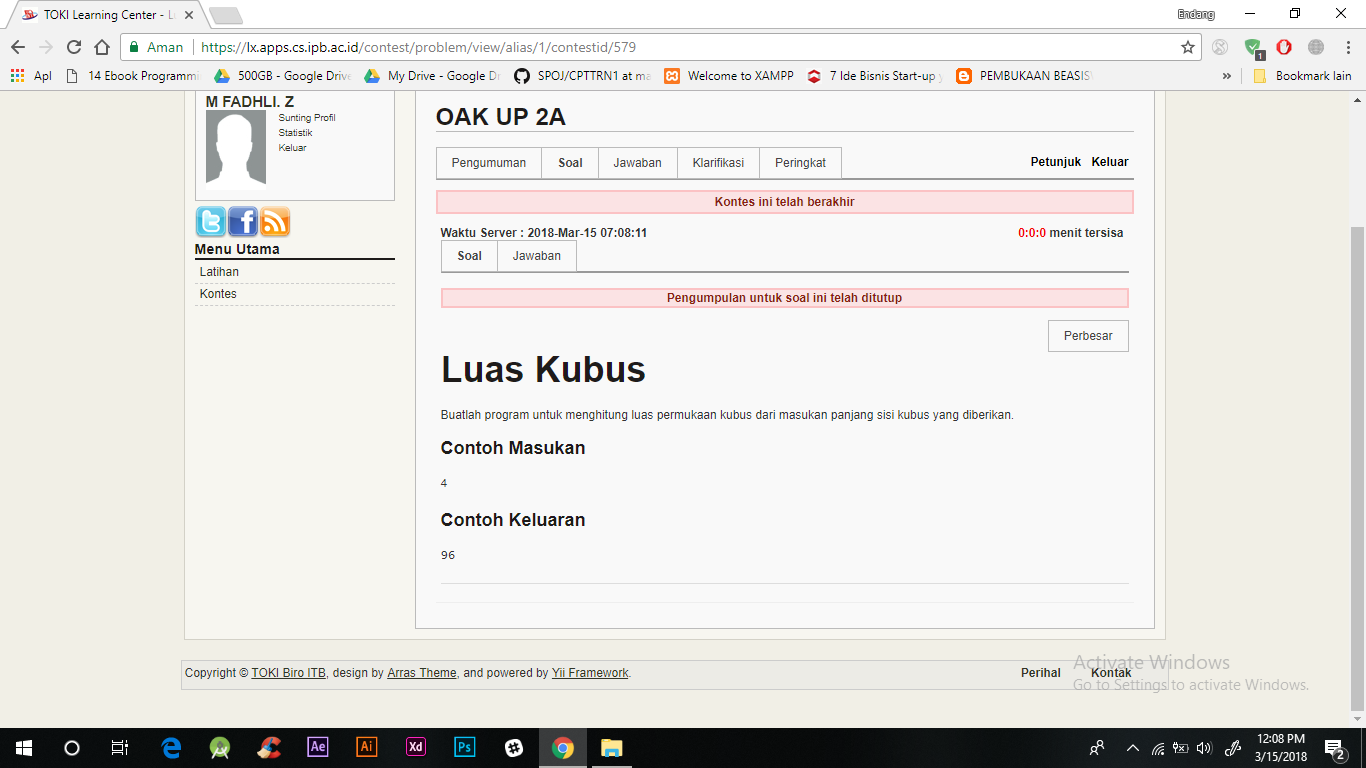 TOKI Learning Center - L
Endang
Aman
https://lx.apps.cs.ipb.ac.id/contest/problem/view/alias/1/contestid/579
1
Apl
14 Ebook Programmi
500GB - Google Drive
My Drive - Google D
SPOJ/CPTTRN1 at ma
Welcome to XAMPP
7 Ide Bisnis Start-up
PEMBUKAAN BEASIS
»
Bookmark lain
M FADHLI. Z
Sunting Profil
Statistik
Keluar
Menu Utama
Latihan
Kontes
OAK UP 2A
Pengumuman
Soal
Jawaban
Klarifikasi
Peringkat
Petunjuk
Keluar
Kontes ini telah berakhir
Waktu Server : 2018-Mar-15 07:08:11
0:0:0 menit tersisa
Soal
Jawaban
Pengumpulan untuk soal ini telah ditutup
Perbesar
Luas Kubus
Buatlah program untuk menghitung luas permukaan kubus dari masukan panjang sisi kubus yang diberikan.
Contoh Masukan
4
Contoh Keluaran
96
Copyright © TOKI Biro ITB, design by Arras Theme, and powered by Yii Framework.
Perihal
Kontak
Activate Windows
Go to Settings to activate Windows.
Ae
Ai
Xd
Ps
12:08 PM
3/15/2018
2